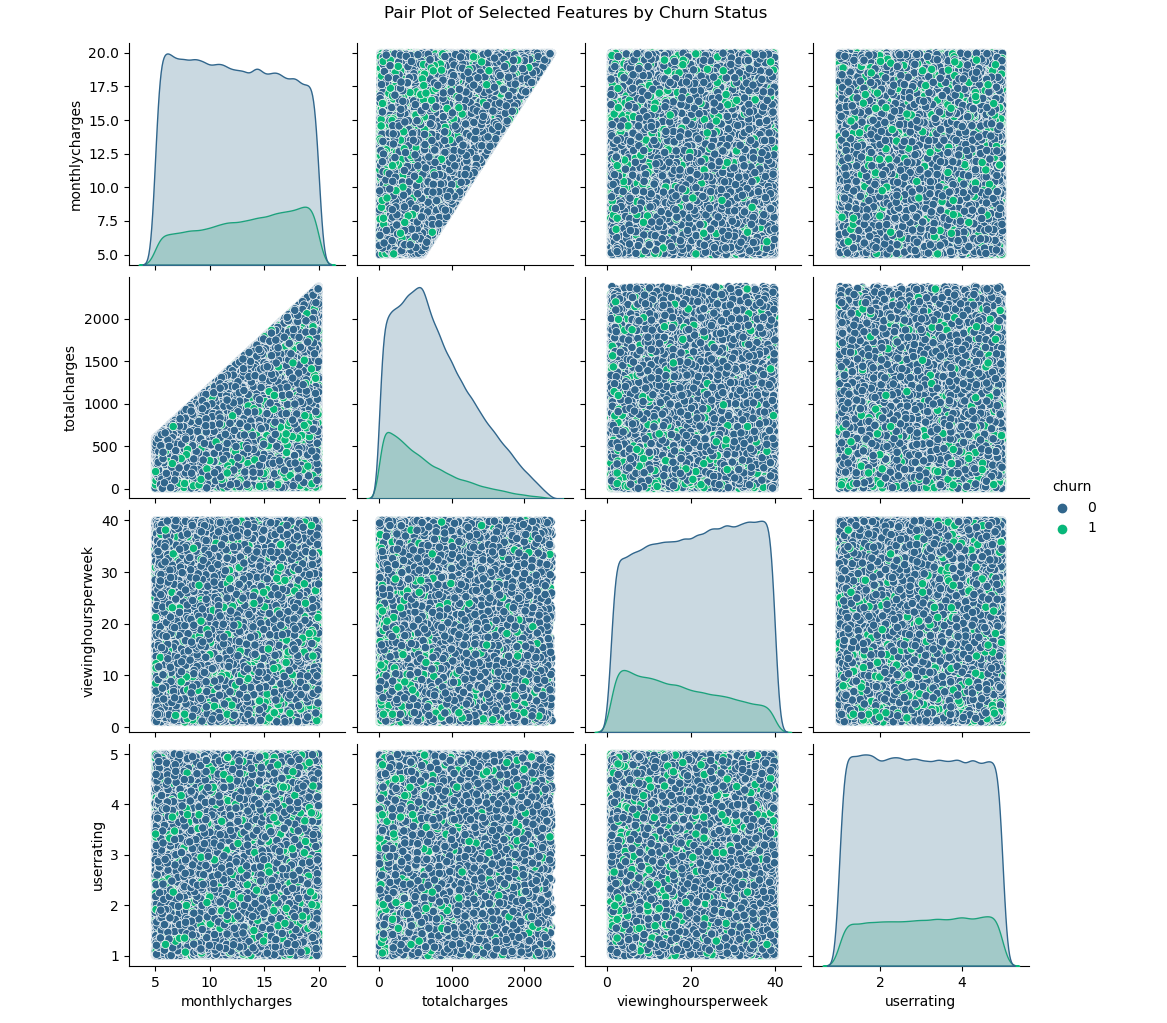 Pair Plot of Selected Features by Churn Status
20.0
17.5
15.0
12.5
10.0
7.5
5.0
monthlycharges
2000
1500
1000
500
0
totalcharges
40
30
20
10
0
viewinghoursperweek
5
4
3
2
1
userrating
5 10 15 20
monthlycharges
0 1000 2000
totalcharges
0 20 40
viewinghoursperweek
2 4
userrating
churn
0
1